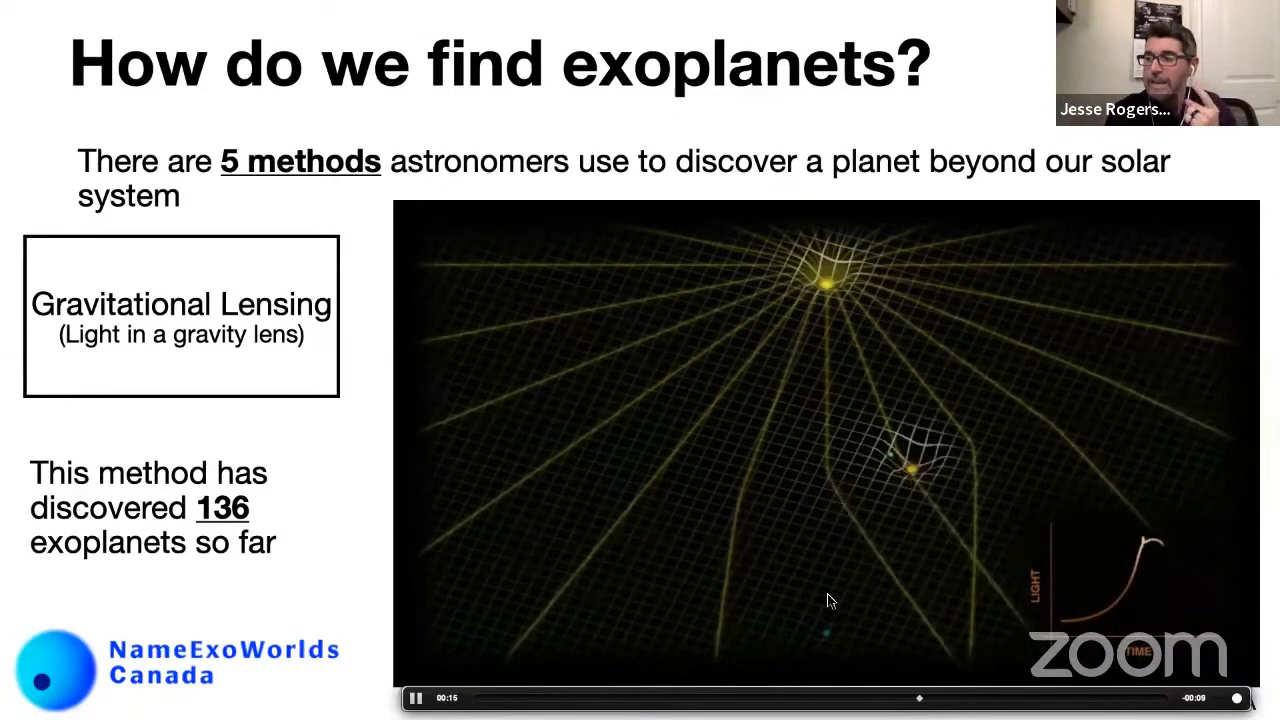 How do we find exoplanets?
Jesse Rogers...
There are 5 methods astronomers use to discover a planet beyond our solar
system
Gravitational Lensing
(Light in a gravity lens)
This method has
discovered 136
exoplanets so far
LIGHT
TIME
zoom
NameExoWorlds
Canada
00:15
-00:09